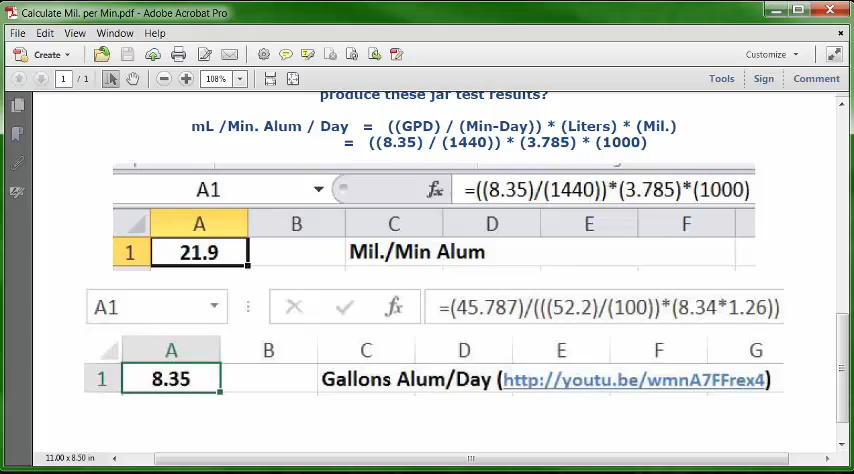 Calculate Mil. per Min.pdf - Adobe Acrobat Pro
File Edit View Window Help
Create Customize
1 / 1 108% Tools Sign Comment
produce these jar test results?
mL /Min. Alum / Day = ((GPD) / (Min-Day)) * (Liters) * (Mil.)
= ((8.35) / (1440)) * (3.785) * (1000)
A1 fx =((8.35)/(1440))*(3.785)*(1000)
A B C D E F
1 21.9 Mil./Min Alum
A1 fx =(45.787)/(((52.2)/(100))*(8.34*1.26))
A B C D E F G
1 8.35 Gallons Alum/Day (http://youtu.be/wmnA7FFrex4)
11.00 x 8.50 in